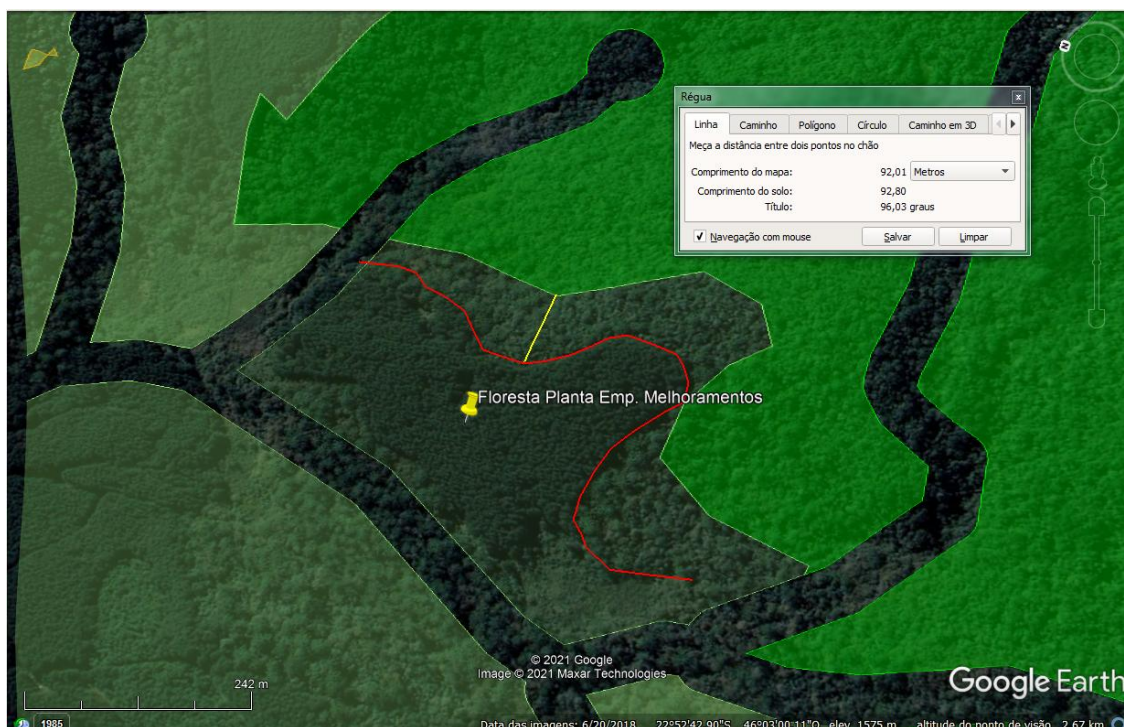 N
Régua
x
Linha Caminho Polígono Círculo Caminho em 3D
Meça a distância entre dois pontos no chão
Comprimento do mapa: 92,01 Metros
Comprimento do solo: 92,80
Título: 96,03 graus
Navegação com mouse Salvar Limpar
Floresta Planta Emp. Melhoramentos
© 2021 Google
Image © 2021 Maxar Technologies
Google Earth
242 m
1985
Data das imagens: 6/20/2018 22°52'42.90"S 46°03'00.11"O elev 1575 m altitude do ponto de visão 2.67 km